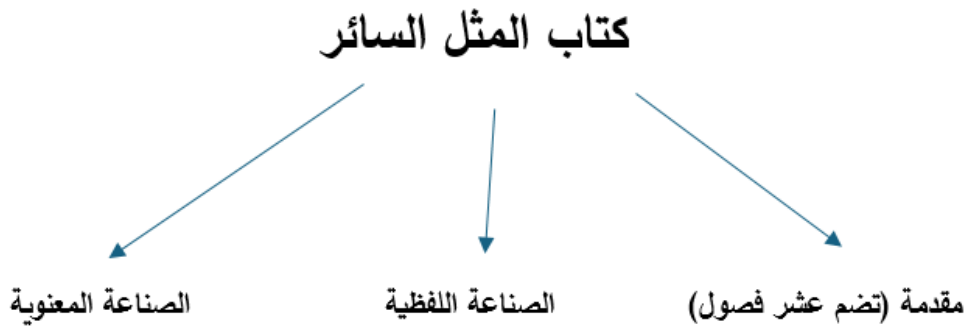 كتاب المثل السائر
مقدمة (تضم عشر فصول)
الصناعة اللفظية
الصناعة المعنوية